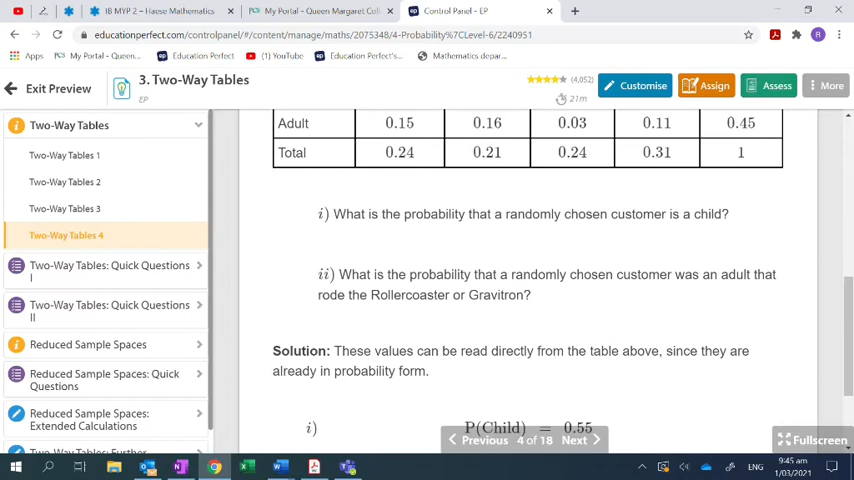 IB MYP 2 – Haese Mathematics
My Portal - Queen Margaret Coll
Control Panel - EP
educationperfect.com/controlpanel/#/content/manage/maths/2075348/4-Probability%7CLevel-6/2240951
Apps
My Portal - Queen...
Education Perfect
(1) YouTube
Education Perfect's...
Mathematics depar...
Exit Preview
3. Two-Way Tables
EP
(4,052)
21m
Customise
Assign
Assess
More
Two-Way Tables
Two-Way Tables 1
Two-Way Tables 2
Two-Way Tables 3
Two-Way Tables 4
Two-Way Tables: Quick Questions
I
Two-Way Tables: Quick Questions
II
Reduced Sample Spaces
Reduced Sample Spaces: Quick
Questions
Reduced Sample Spaces:
Extended Calculations
Two-Way Tables: Further
Adult 0.15 0.16 0.03 0.11 0.45
Total 0.24 0.21 0.24 0.31 1
i) What is the probability that a randomly chosen customer is a child?
ii) What is the probability that a randomly chosen customer was an adult that
rode the Rollercoaster or Gravitron?
Solution: These values can be read directly from the table above, since they are
already in probability form.
i) P(Child) = 0.55
Previous 4 of 18 Next
Fullscreen
ENG
9:45 am
1/03/2021